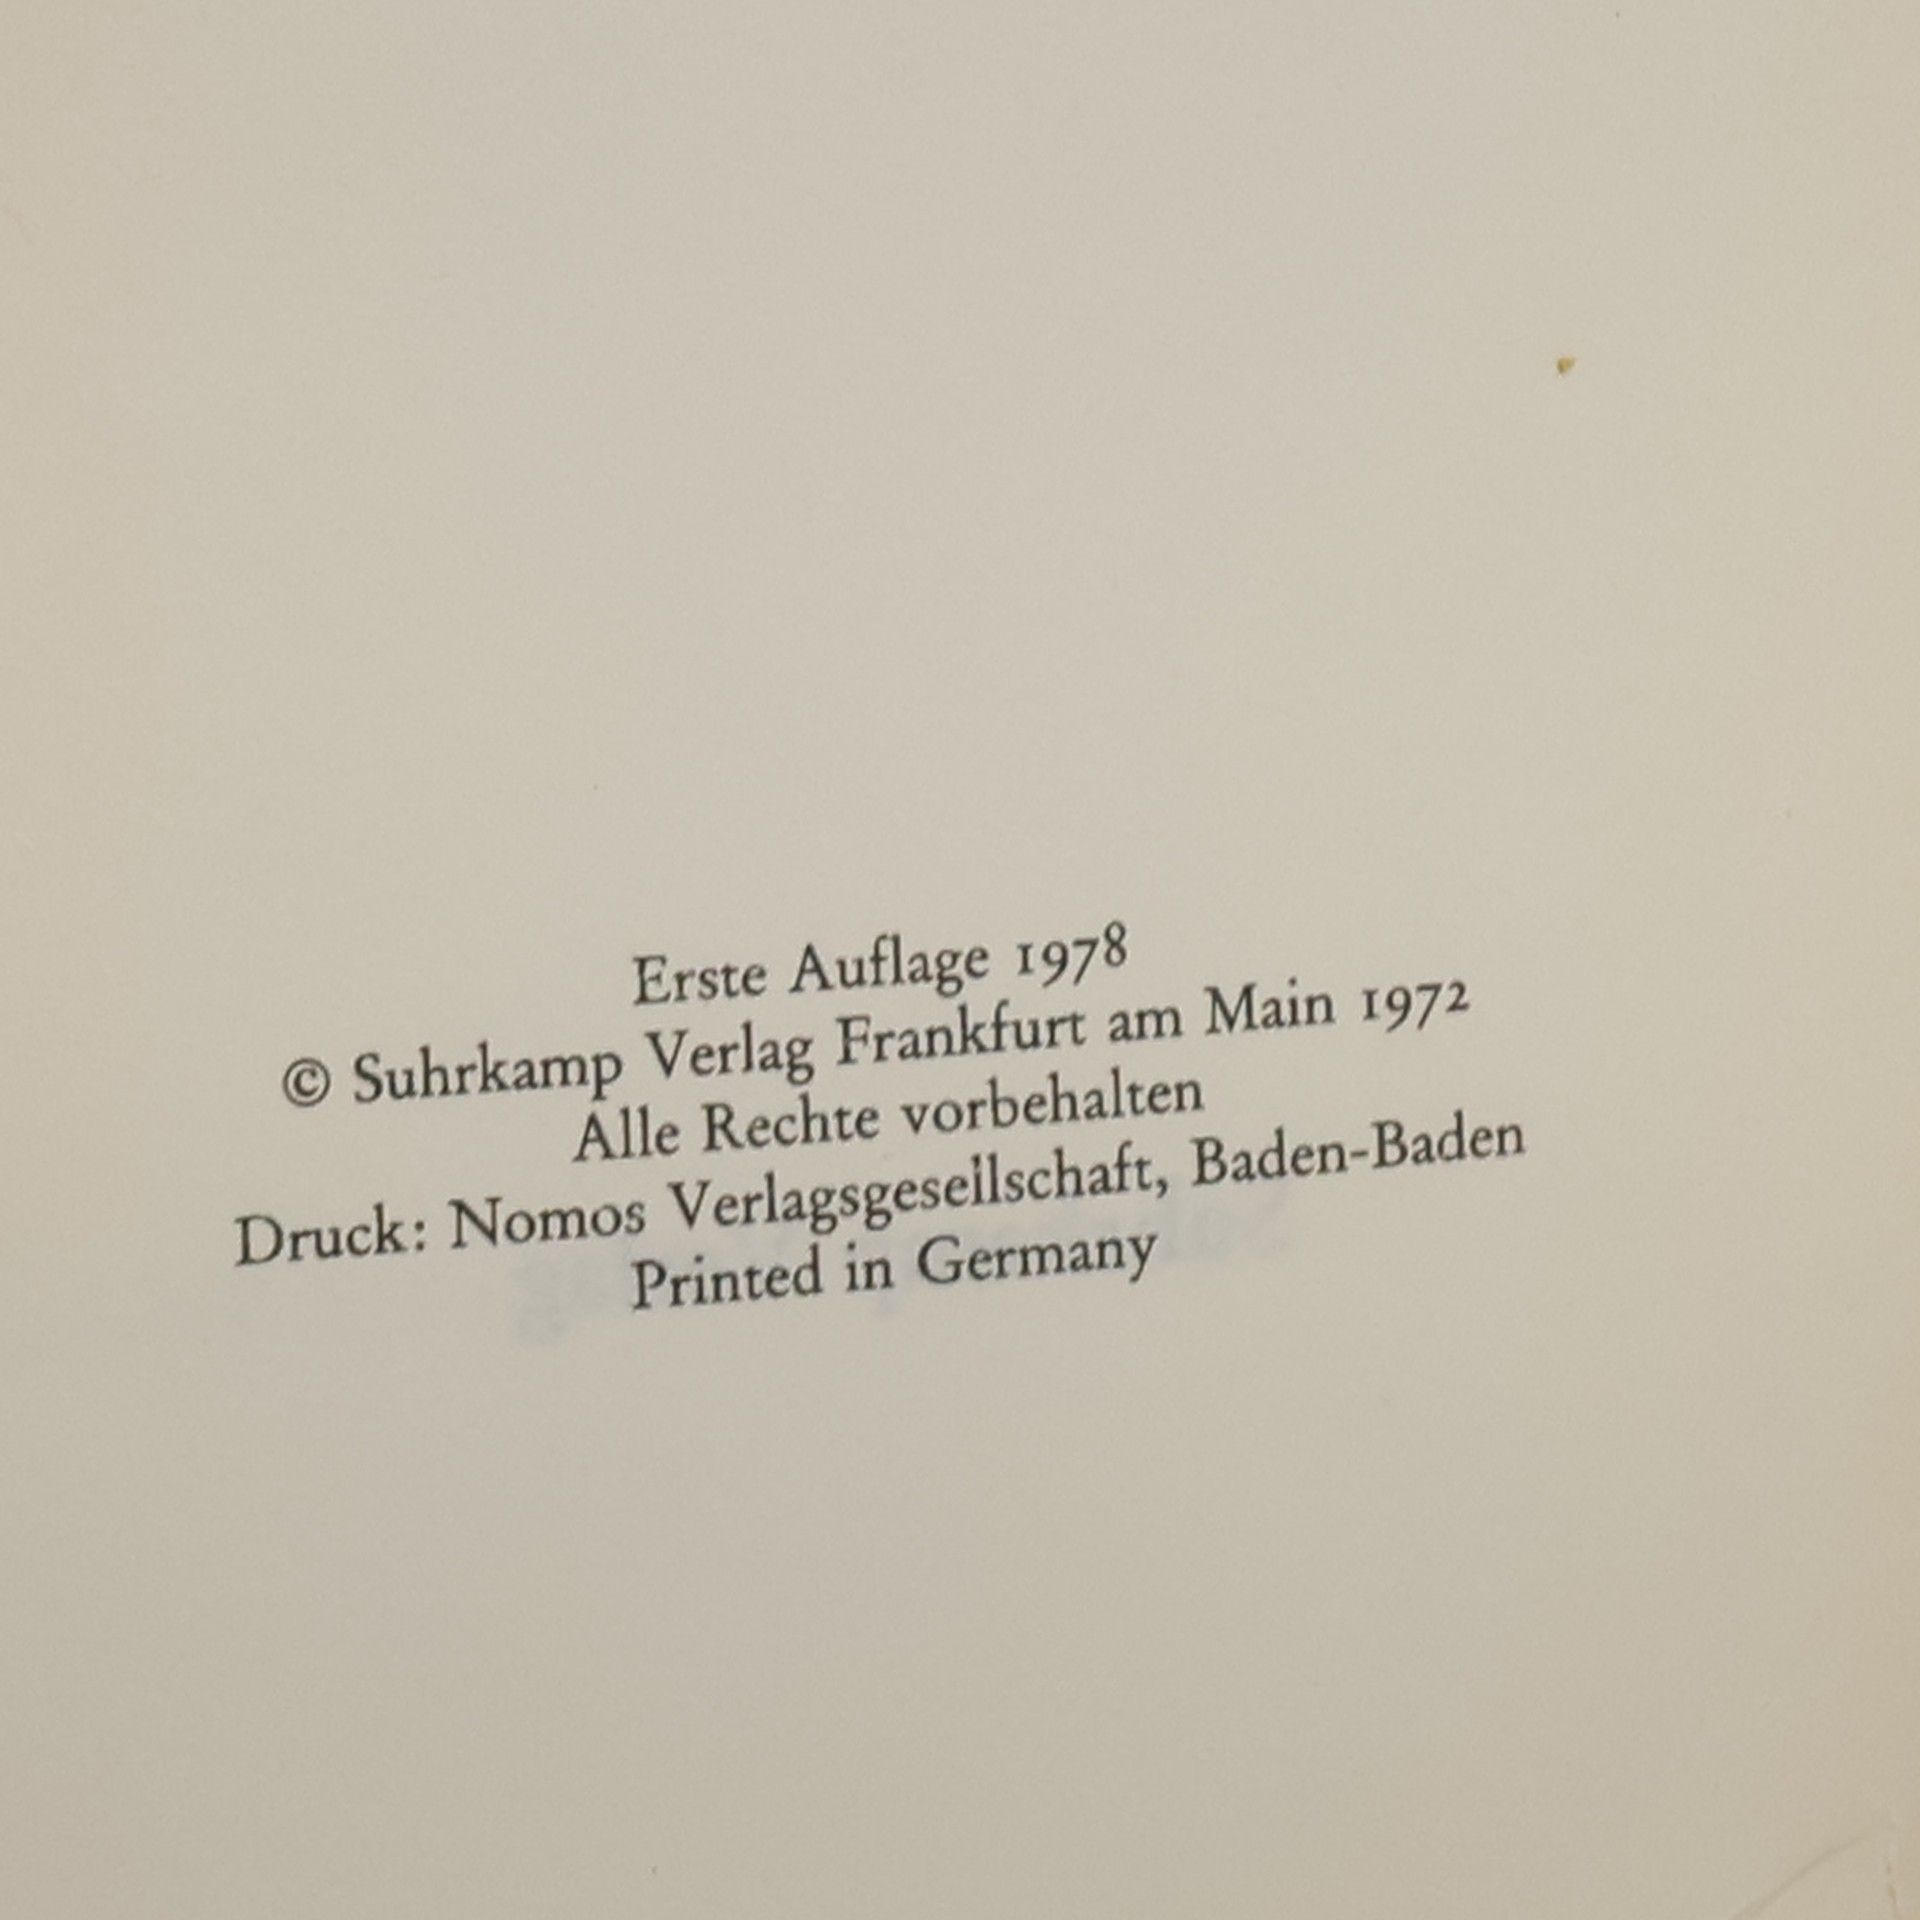 Erste Auflage 1978
© Suhrkamp Verlag Frankfurt am Main 1972
Alle Rechte vorbehalten
Druck: Nomos Verlagsgesellschaft, Baden-Baden
Printed in Germany